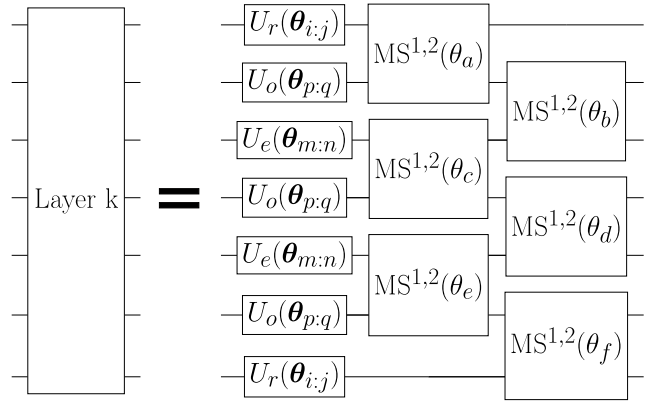 Layer k
=
U_r(θ_{i:j})
U_o(θ_{p:q})
U_e(θ_{m:n})
U_o(θ_{p:q})
U_e(θ_{m:n})
U_o(θ_{p:q})
U_r(θ_{i:j})
MS^{1,2}(θ_a)
MS^{1,2}(θ_c)
MS^{1,2}(θ_e)
MS^{1,2}(θ_b)
MS^{1,2}(θ_d)
MS^{1,2}(θ_f)